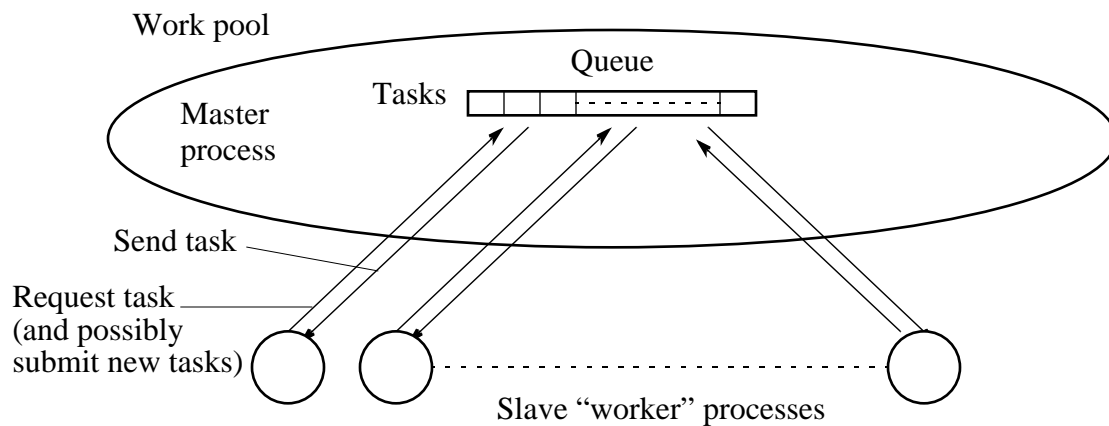 Work pool
Queue
Tasks
Master
process
Send task
Request task
(and possibly
submit new tasks)
Slave “worker” processes